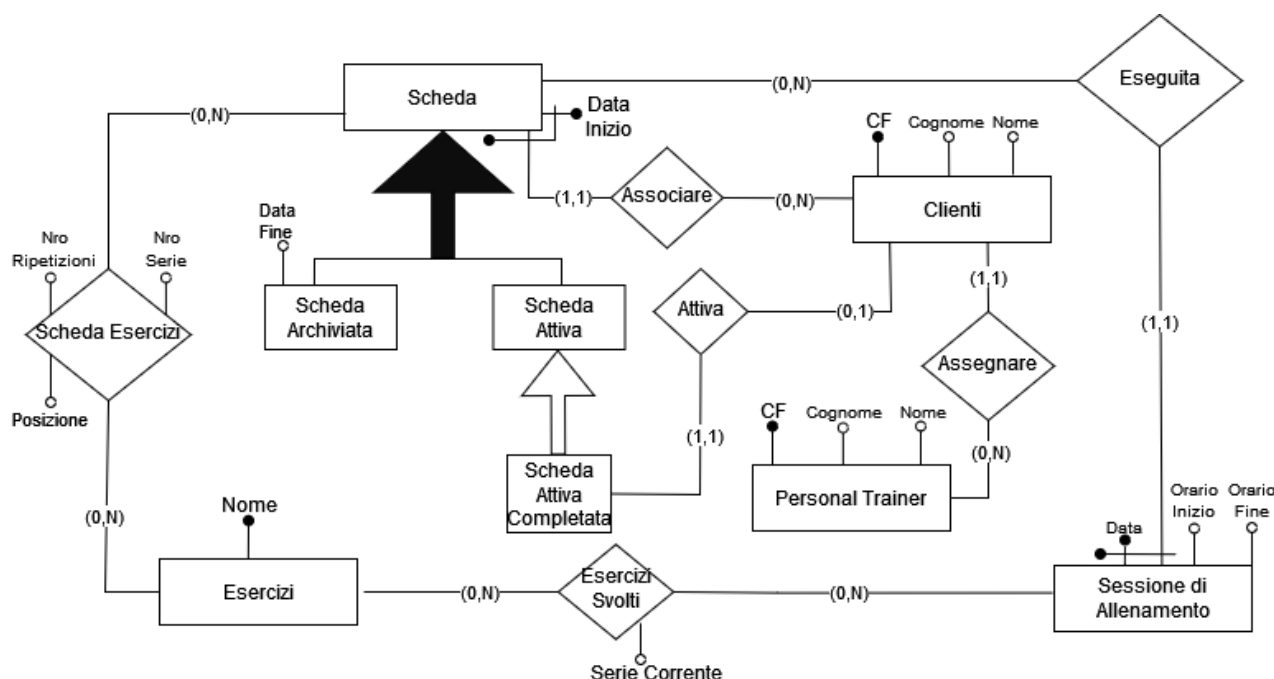 Scheda
(0,N)
Eseguita
(0,N)
Data
Inizio
CF
Cognome
Nome
(1,1)
Associare
(0,N)
Clienti
Data
Fine
Nro
Ripetizioni
Nro
Serie
Scheda Esercizi
Posizione
Scheda
Archiviata
Scheda
Attiva
Attiva
(0,1)
(1,1)
(1,1)
Assegnare
(1,1)
CF
Cognome
Nome
(0,N)
Scheda
Attiva
Completata
Personal Trainer
(0,N)
Nome
Data
Orario
Inizio
Orario
Fine
Esercizi
(0,N)
Esercizi
Svolti
(0,N)
Sessione di
Allenamento
Serie Corrente